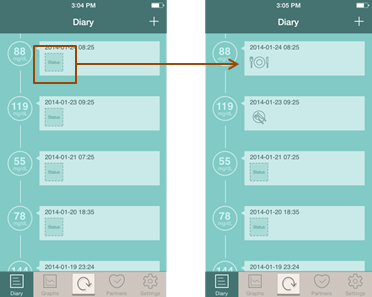 3:04 PM
Diary
+
88
mg/dL
2014-01-24 08:25
Status
119
mg/dL
2014-01-23 09:25
Status
55
mg/dL
2014-01-21 07:25
Status
78
mg/dL
2014-01-20 18:35
Status
144
2014-01-19 23:24
Diary
Graphs
Partners
Settings
3:05 PM
Diary
+
88
mg/dL
2014-01-24 08:25
119
mg/dL
2014-01-23 09:25
55
mg/dL
2014-01-21 07:25
Status
78
mg/dL
2014-01-20 18:35
Status
144
2014-01-19 23:24
Diary
Graphs
Partners
Settings